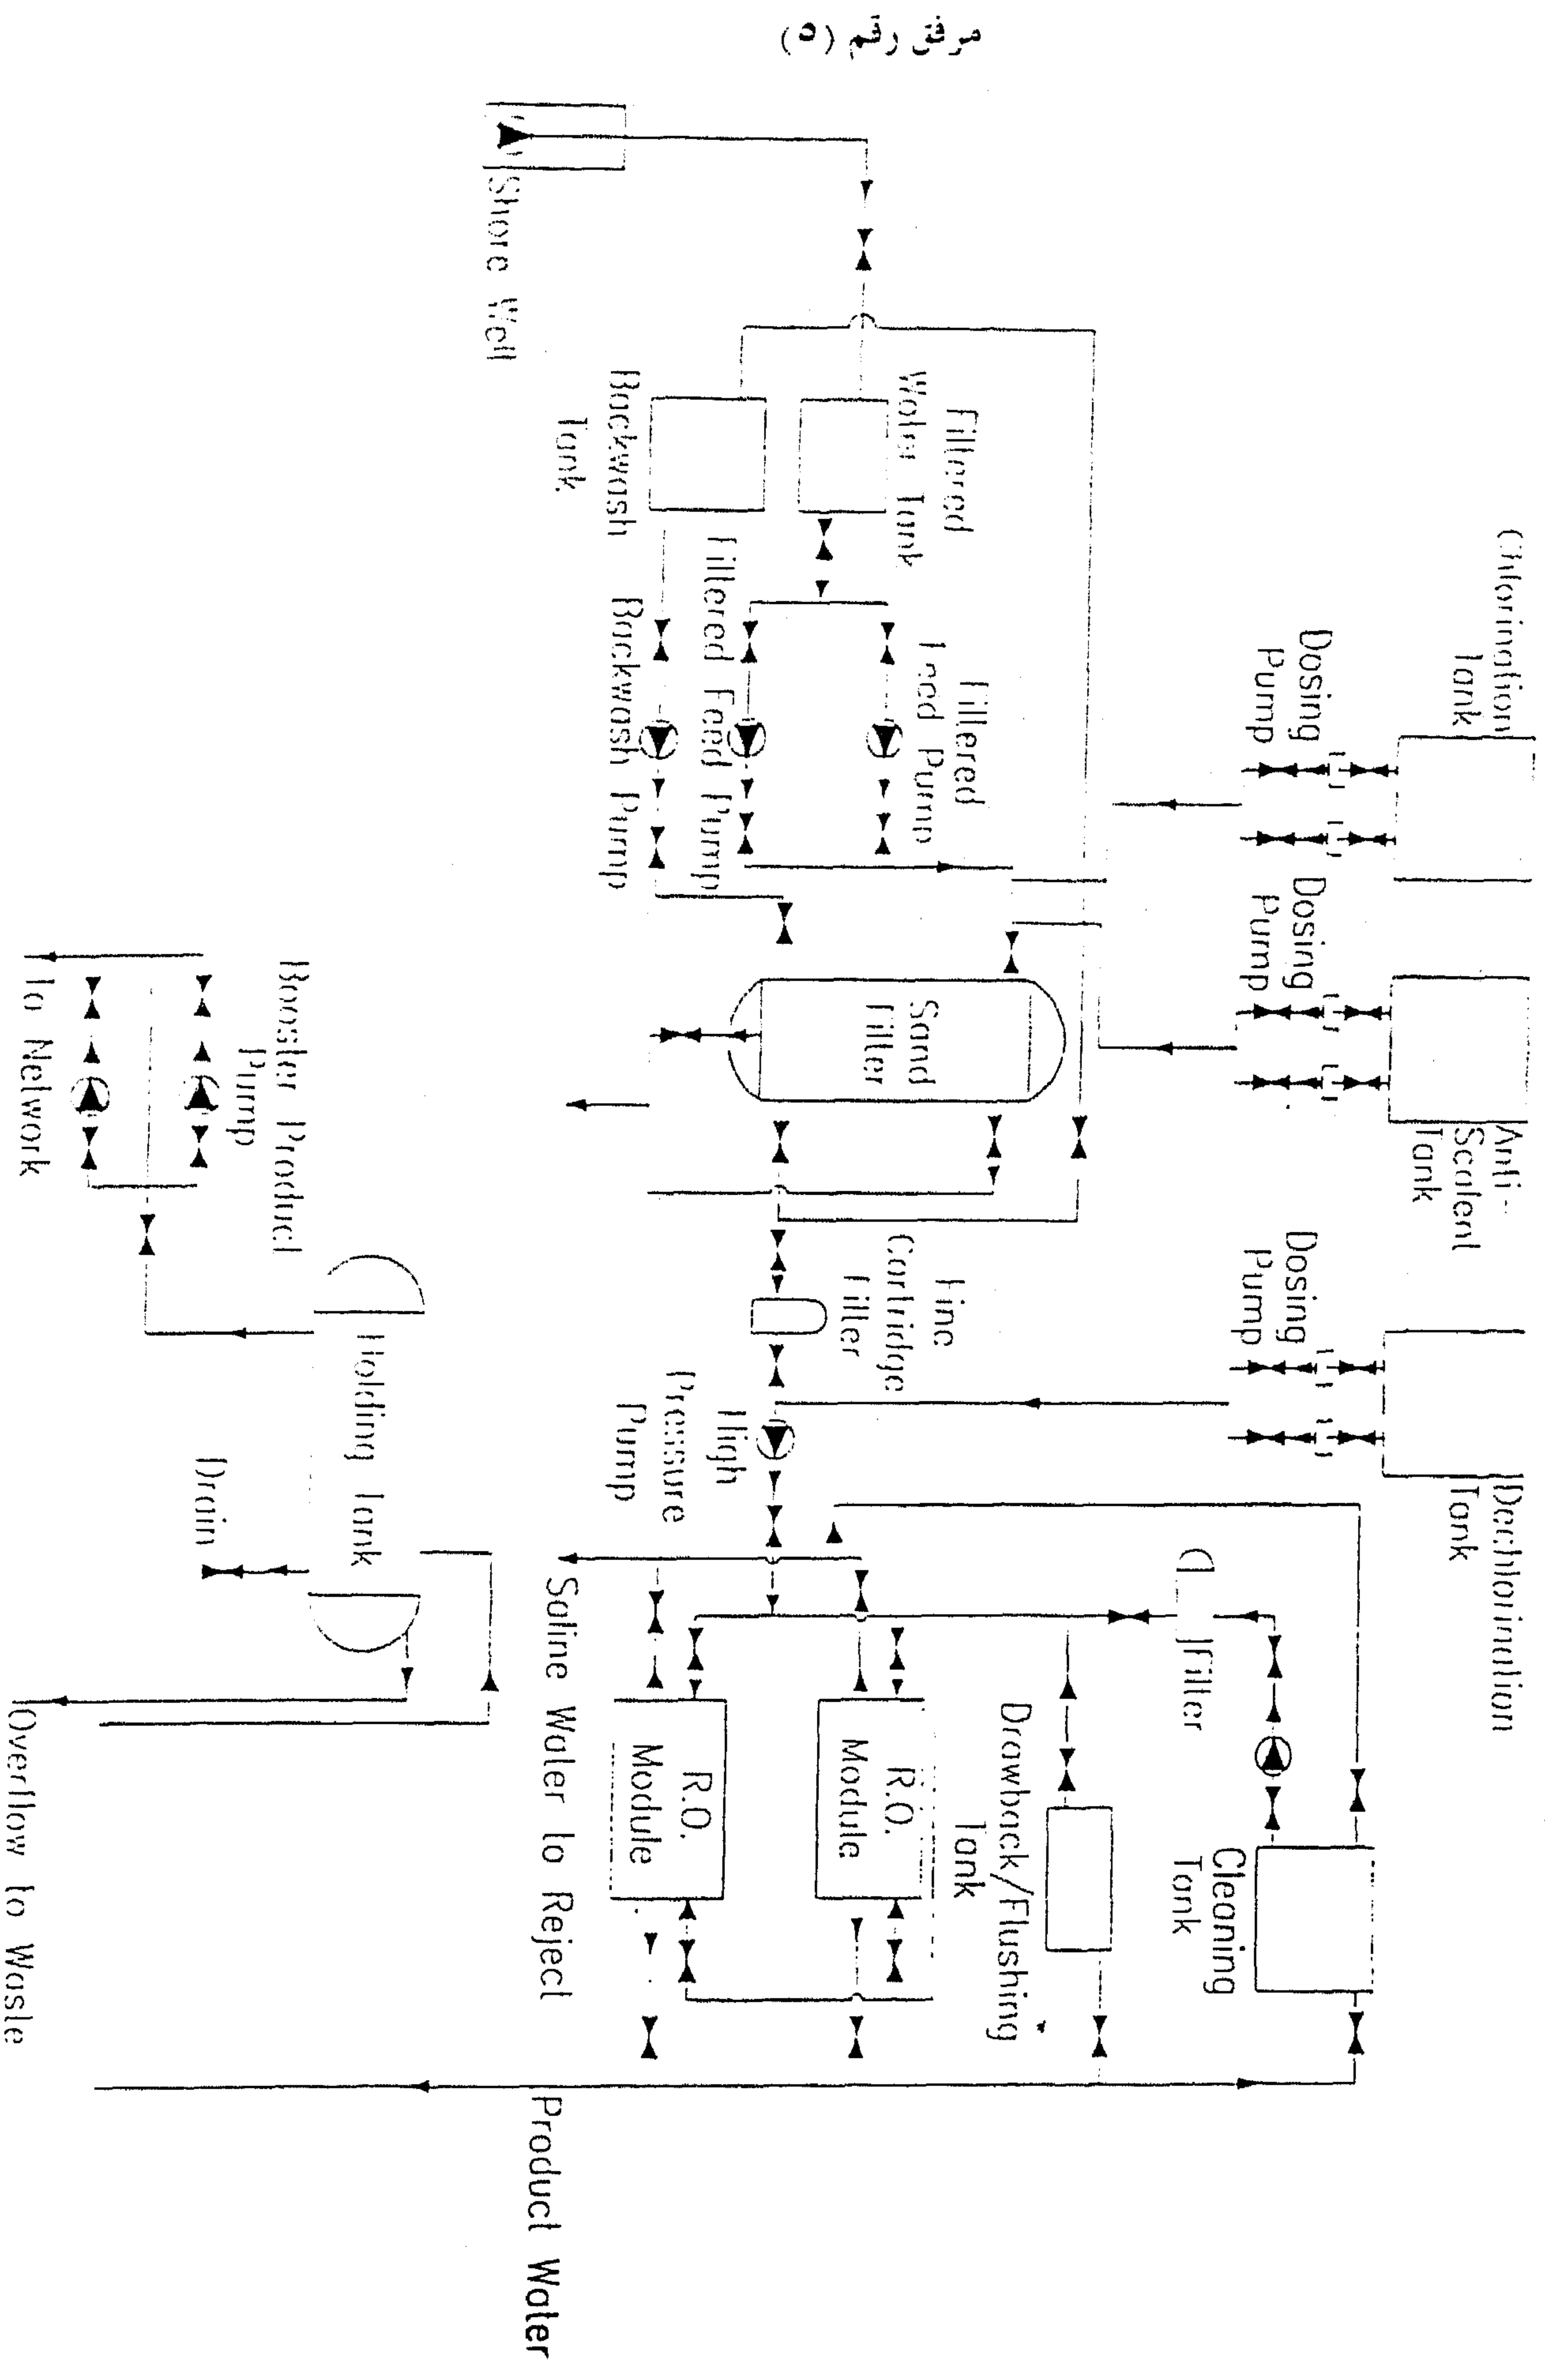 مرفق رقم (٥)
Chlorination
Tank
Dosing
Pump
Anti-
Scalent
Tank
Dosing
Pump
Dechlorination
Tank
Dosing
Pump
Shore Well
Filtered
Water Tank
Backwash
Tank
Filtered
Feed Pump
Filtered Feed Pump
Backwash Pump
Sand
Filter
Fine
Cartridge
Filter
High
Pressure
Pump
Filter
Cleaning
Tank
Drawback/Flushing
Tank
R.O.
Module
R.O.
Module
Saline Water to Reject
Product Water
Booster Product
Pump
To Network
Holding Tank
Drain
Overflow to Waste